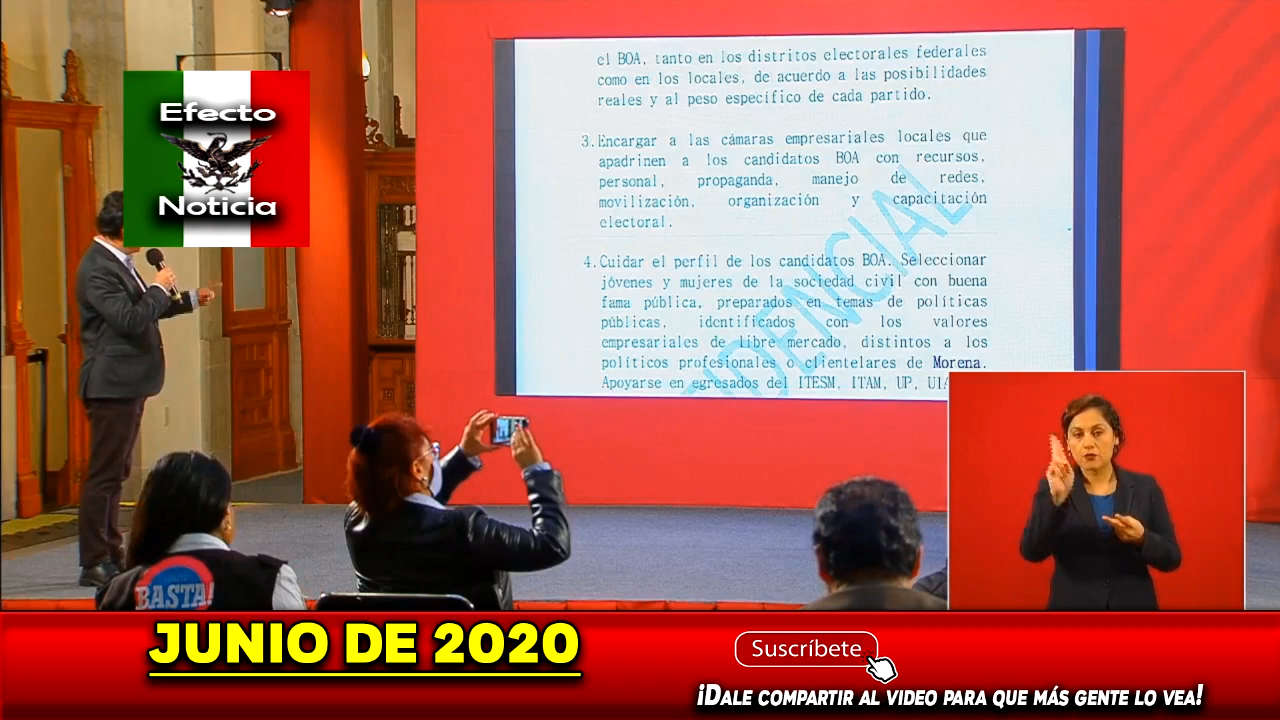 el BOA, tanto en los distritos electorales federales
como en los locales, de acuerdo a las posibilidades
reales y al peso específico de cada partido.
3. Encargar a las cámaras empresariales locales que
apadrinen a los candidatos BOA con recursos,
personal, propaganda, manejo de redes,
movilización, organización y capacitación
electoral.
4. Cuidar el perfil de los candidatos BOA. Seleccionar
jóvenes y mujeres de la sociedad civil con buena
fama pública, preparados en temas de políticas
públicas, identificados con los valores
empresariales de libre mercado, distintos a los
políticos profesionales o clientelares de Morena.
Apoyarse en egresados del ITESM, ITAM, UP,
Efecto
Noticia
BASTA!
JUNIO DE 2020
Suscríbete
¡DALE COMPARTIR AL VIDEO PARA QUE MÁS GENTE LO VEA!